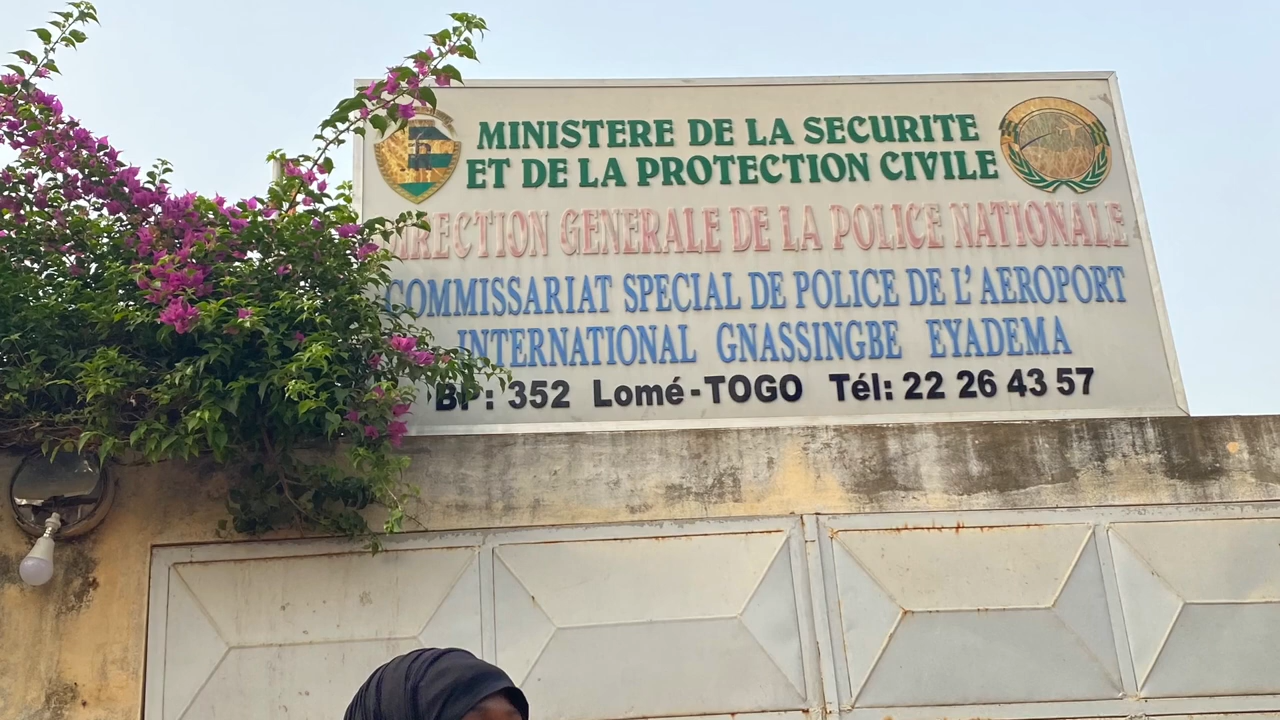 MINISTERE DE LA SECURITE
ET DE LA PROTECTION CIVILE
DIRECTION GENERALE DE LA POLICE NATIONALE
COMMISSARIAT SPECIAL DE POLICE DE L'AEROPORT
INTERNATIONAL GNASSINGBE EYADEMA
BP: 352 Lomé-TOGO Tél: 22 26 43 57